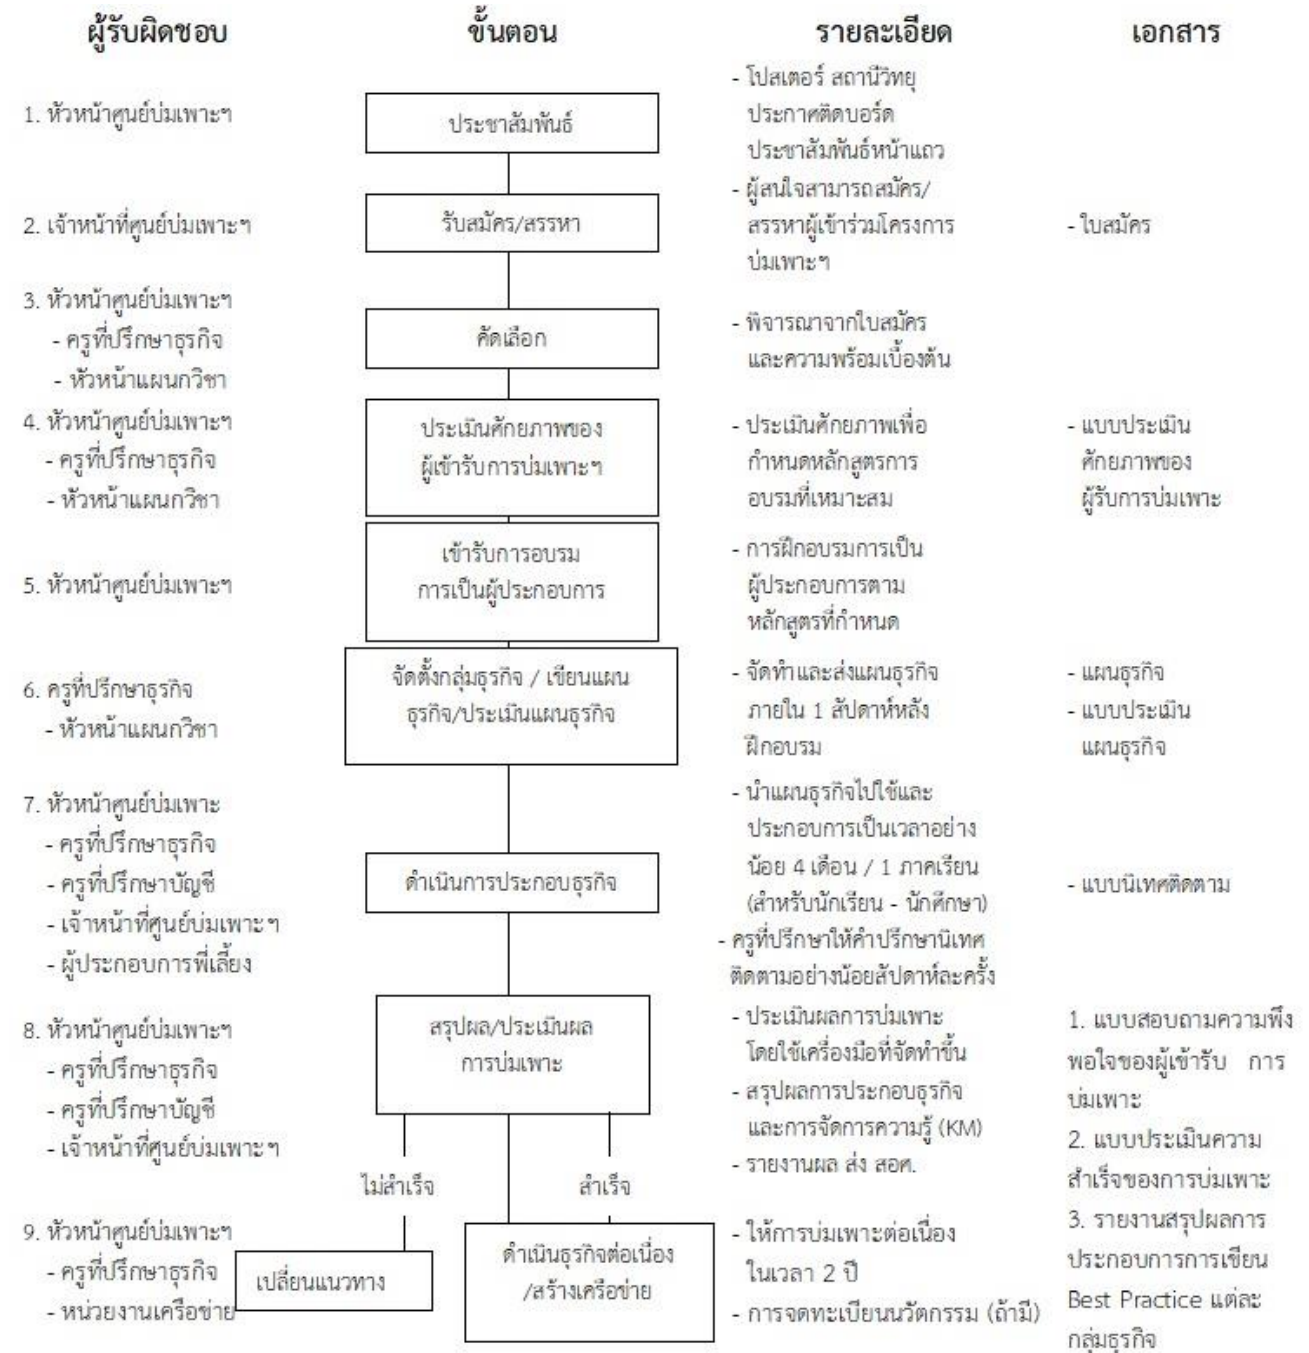 ผู้รับผิดชอบ
ขั้นตอน
รายละเอียด
เอกสาร
1. หัวหน้าศูนย์บ่มเพาะฯ
ประชาสัมพันธ์
- โปสเตอร์ สถานีวิทยุ
ประกาศติดบอร์ด
ประชาสัมพันธ์หน้าแถว
2. เจ้าหน้าที่ศูนย์บ่มเพาะฯ
รับสมัคร/สรรหา
- ผู้สนใจสามารถสมัคร/
สรรหาผู้เข้าร่วมโครงการ
บ่มเพาะฯ
- ใบสมัคร
3. หัวหน้าศูนย์บ่มเพาะฯ
- ครูที่ปรึกษาธุรกิจ
- หัวหน้าแผนกวิชา
คัดเลือก
- พิจารณาจากใบสมัคร
และความพร้อมเบื้องต้น
4. หัวหน้าศูนย์บ่มเพาะฯ
- ครูที่ปรึกษาธุรกิจ
- หัวหน้าแผนกวิชา
ประเมินศักยภาพของ
ผู้เข้ารับการบ่มเพาะฯ
- ประเมินศักยภาพเพื่อ
กำหนดหลักสูตรการ
อบรมที่เหมาะสม
- แบบประเมิน
ศักยภาพของ
ผู้รับการบ่มเพาะ
5. หัวหน้าศูนย์บ่มเพาะฯ
เข้ารับการอบรม
การเป็นผู้ประกอบการ
- การฝึกอบรมการเป็น
ผู้ประกอบการตาม
หลักสูตรที่กำหนด
6. ครูที่ปรึกษาธุรกิจ
- หัวหน้าแผนกวิชา
จัดตั้งกลุ่มธุรกิจ / เขียนแผน
ธุรกิจ/ประเมินแผนธุรกิจ
- จัดทำและส่งแผนธุรกิจ
ภายใน 1 สัปดาห์หลัง
ฝึกอบรม
- แผนธุรกิจ
- แบบประเมิน
แผนธุรกิจ
7. หัวหน้าศูนย์บ่มเพาะ
- ครูที่ปรึกษาธุรกิจ
- ครูที่ปรึกษาบัญชี
- เจ้าหน้าที่ศูนย์บ่มเพาะฯ
- ผู้ประกอบการพี่เลี้ยง
ดำเนินการประกอบธุรกิจ
- นำแผนธุรกิจไปใช้และ
ประกอบการเป็นเวลาอย่าง
น้อย 4 เดือน / 1 ภาคเรียน
(สำหรับนักเรียน - นักศึกษา)
- ครูที่ปรึกษาให้คำปรึกษานิเทศ
ติดตามอย่างน้อยสัปดาห์ละครั้ง
- แบบนิเทศติดตาม
8. หัวหน้าศูนย์บ่มเพาะฯ
- ครูที่ปรึกษาธุรกิจ
- ครูที่ปรึกษาบัญชี
- เจ้าหน้าที่ศูนย์บ่มเพาะฯ
สรุปผล/ประเมินผล
การบ่มเพาะ
- ประเมินผลการบ่มเพาะ
โดยใช้เครื่องมือที่จัดทำขึ้น
- สรุปผลการประกอบธุรกิจ
และการจัดการความรู้ (KM)
- รายงานผล ส่ง สอศ.
1. แบบสอบถามความพึง
พอใจของผู้เข้ารับ การ
บ่มเพาะ
2. แบบประเมินความ
สำเร็จของการบ่มเพาะ
3. รายงานสรุปผลการ
ประกอบการการเขียน
Best Practice แต่ละ
กลุ่มธุรกิจ
ไม่สำเร็จ
สำเร็จ
9. หัวหน้าศูนย์บ่มเพาะฯ
- ครูที่ปรึกษาธุรกิจ
- หน่วยงานเครือข่าย
เปลี่ยนแนวทาง
ดำเนินธุรกิจต่อเนื่อง
/สร้างเครือข่าย
- ให้การบ่มเพาะต่อเนื่อง
ในเวลา 2 ปี
- การจดทะเบียนนวัตกรรม (ถ้ามี)